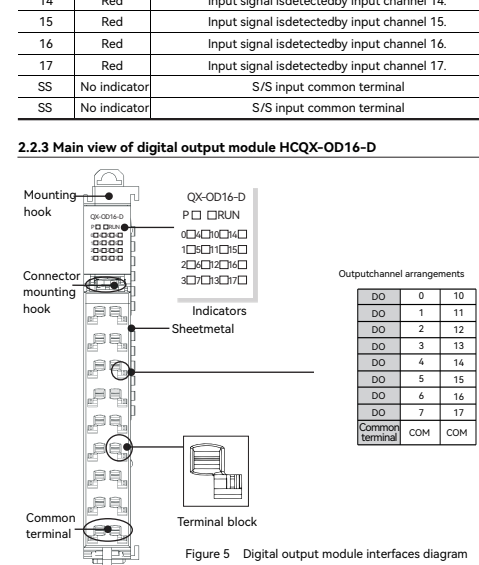 14 Red Input signal isdetectedby input channel 14.
15 Red Input signal isdetectedby input channel 15.
16 Red Input signal isdetectedby input channel 16.
17 Red Input signal isdetectedby input channel 17.
SS No indicator S/S input common terminal
SS No indicator S/S input common terminal
2.2.3 Main view of digital output module HCQX-OD16-D
Mounting
hook
QX-OD16-D
P RUN
QX-OD16-D
P RUN
0 4 10 14
1 5 11 15
2 6 12 16
3 7 13 17
Indicators
Connector
mounting
hook
Sheetmetal
Outputchannel arrangements
DO 0 10
DO 1 11
DO 2 12
DO 3 13
DO 4 14
DO 5 15
DO 6 16
DO 7 17
Common
terminal COM COM
Terminal block
Common
terminal
Figure 5 Digital output module interfaces diagram